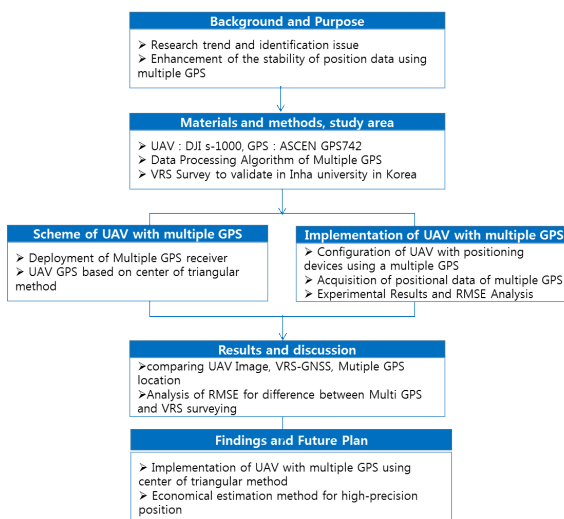 Background and Purpose
➢ Research trend and identification issue
➢ Enhancement of the stability of position data using
multiple GPS
Materials and methods, study area
➢ UAV : DJI s-1000, GPS : ASCEN GPS742
➢ Data Processing Algorithm of Multiple GPS
➢ VRS Survey to validate in Inha university in Korea
Scheme of UAV with multiple GPS
➢ Deployment of Multiple GPS receiver
➢ UAV GPS based on center of triangular
method
Implementation of UAV with multiple GPS
➢ Configuration of UAV with positioning
devices using a multiple GPS
➢ Acquisition of positional data of multiple GPS
➢ Experimental Results and RMSE Analysis
Results and discussion
➢comparing UAV Image, VRS-GNSS, Mutiple GPS
location
➢Analysis of RMSE for difference between Multi GPS
and VRS surveying
Findings and Future Plan
➢ Implementation of UAV with multiple GPS using
center of triangular method
➢ Economical estimation method for high-precision
position